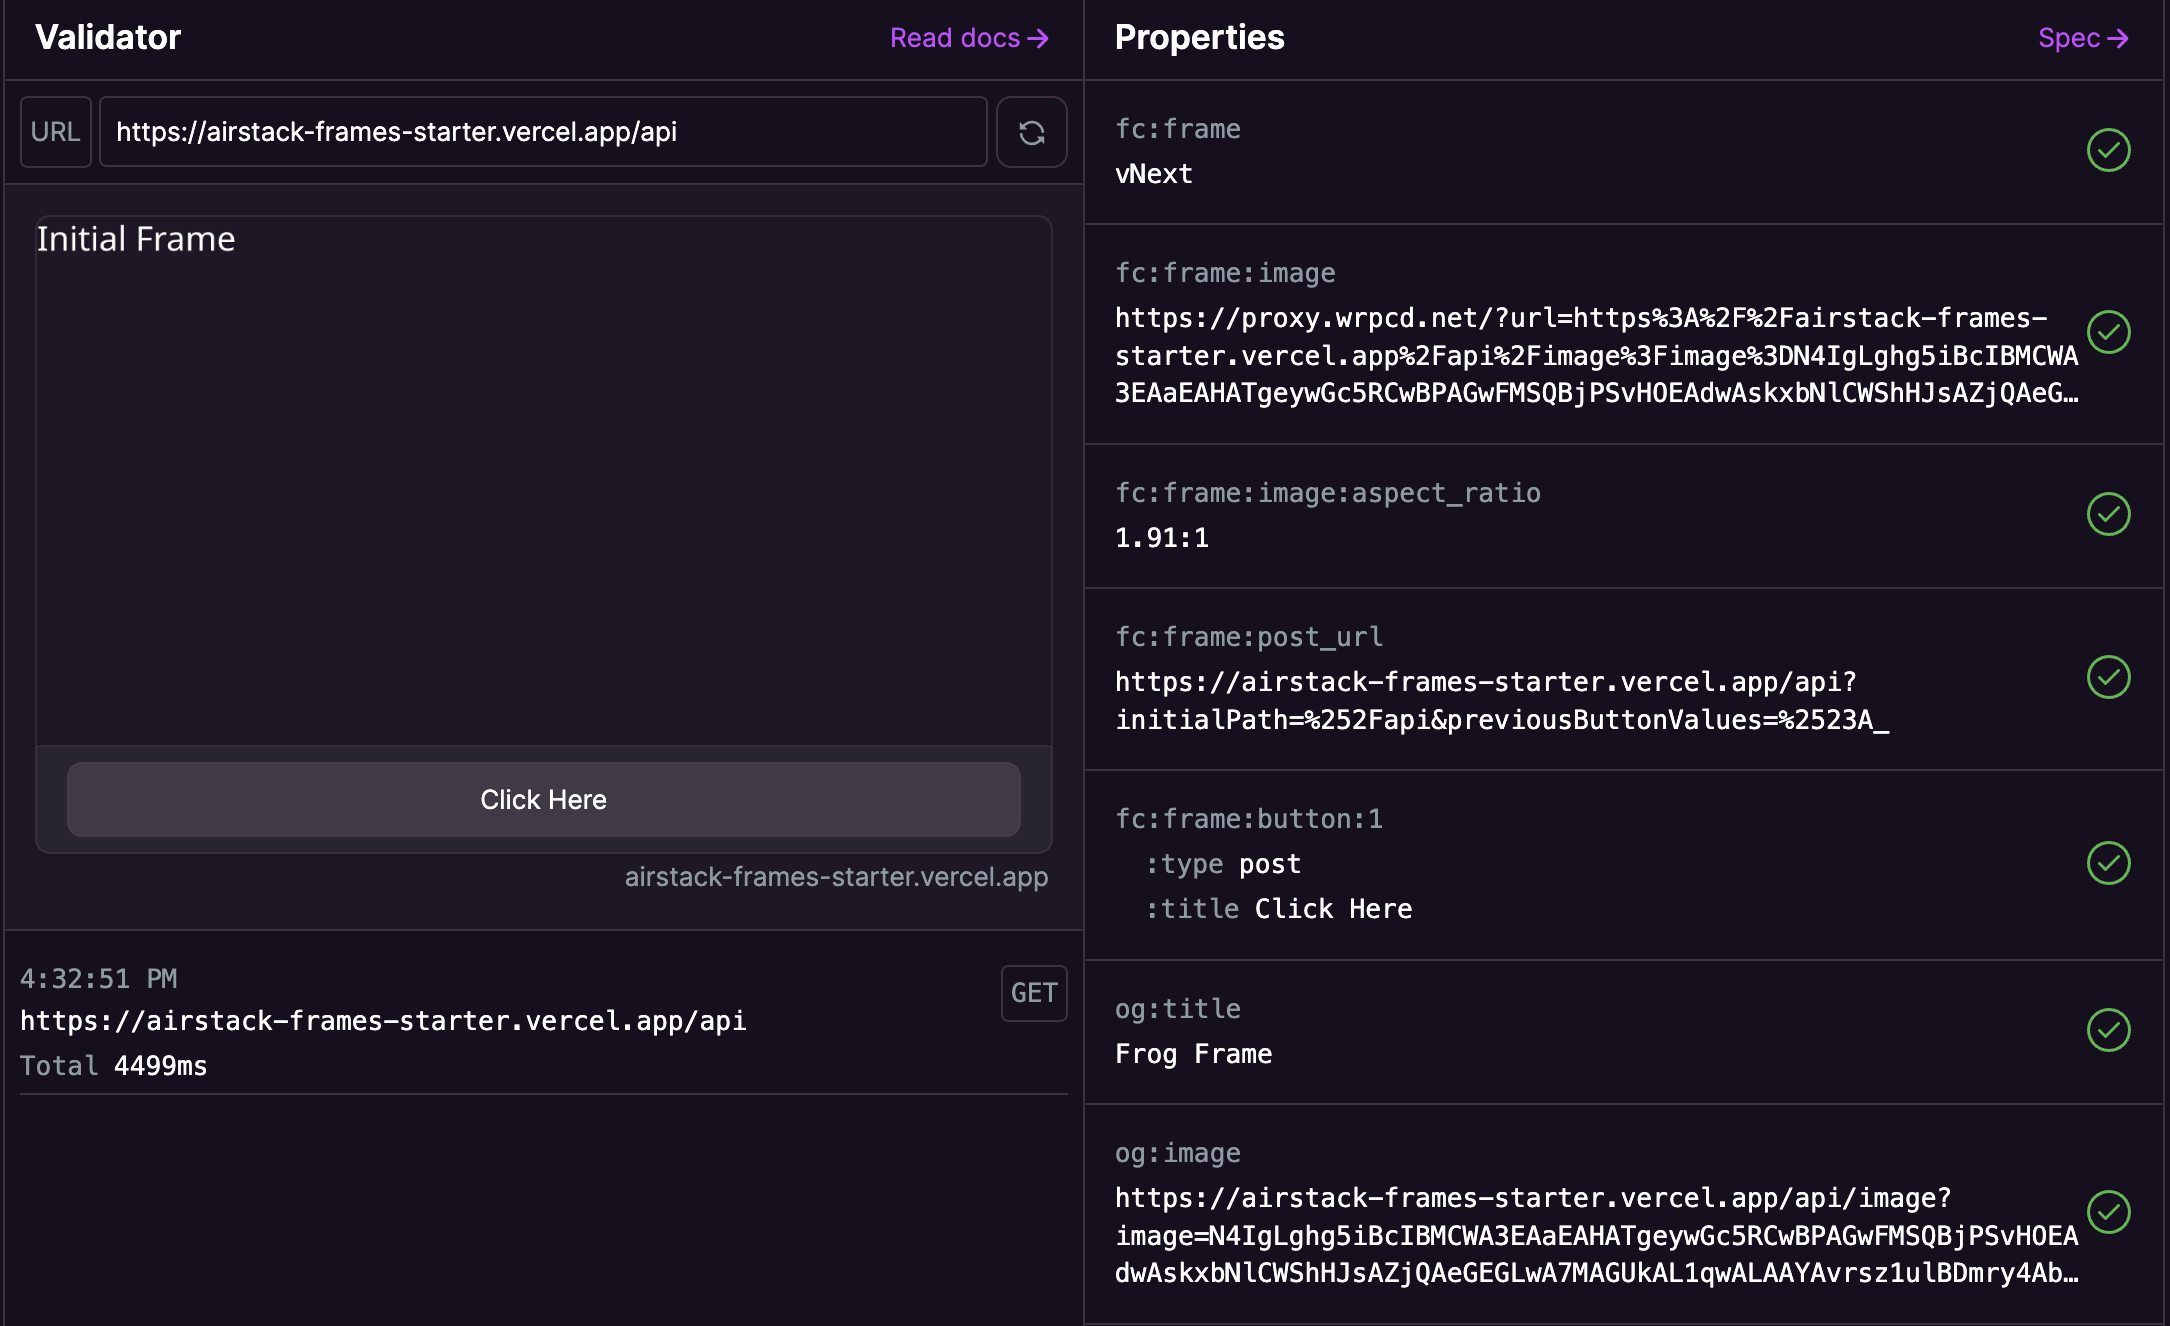 Validator
Read docs →
URL
https://airstack-frames-starter.vercel.app/api
Initial Frame
Click Here
airstack-frames-starter.vercel.app
4:32:51 PM
GET
https://airstack-frames-starter.vercel.app/api
Total 4499ms
Properties
Spec →
fc:frame
vNext
fc:frame:image
https://proxy.wrpcd.net/?url=https%3A%2F%2Fairstack-frames-
starter.vercel.app%2Fapi%2Fimage%3Fimage%3DN4IgLghg5iBcIBMCWA
3EAaEAHATgeywGc5RCwBPAGwFMSQBjPSvHOEAdwAskxbNlCWShHJsAZjQAeG…
fc:frame:image:aspect_ratio
1.91:1
fc:frame:post_url
https://airstack-frames-starter.vercel.app/api?
initialPath=%252Fapi&previousButtonValues=%2523A_
fc:frame:button:1
:type post
:title Click Here
og:title
Frog Frame
og:image
https://airstack-frames-starter.vercel.app/api/image?
image=N4IgLghg5iBcIBMCWA3EAaEAHATgeywGc5RCwBPAGwFMSQBjPSvHOEA
dwAskxbNlCWShHJsAZjQAeGEGLwA7MAGUkAL1qwALAAYAvrsz1ulBDmry4Ab…